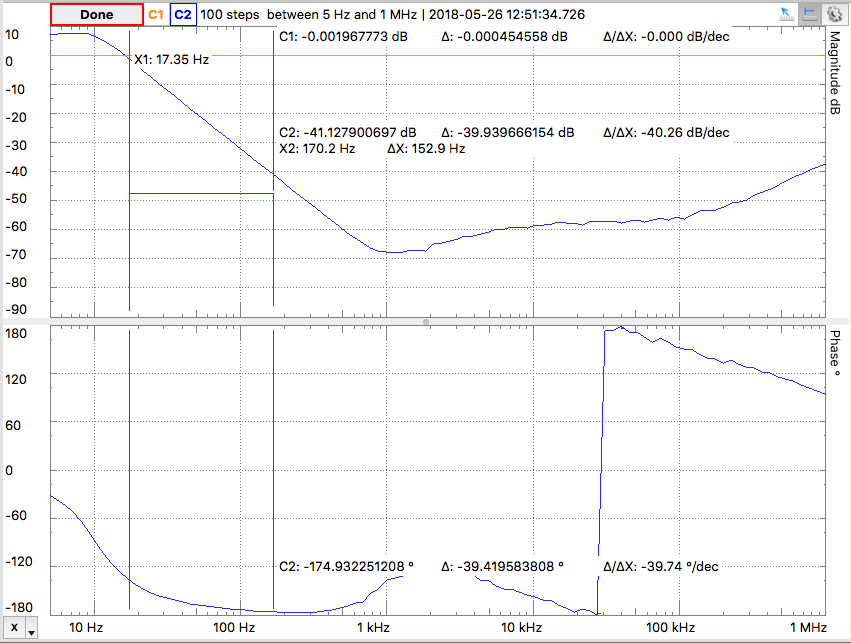 Done C1 C2 100 steps between 5 Hz and 1 MHz | 2018-05-26 12:51:34.726
C1: -0.001967773 dB Δ: -0.000454558 dB Δ/ΔX: -0.000 dB/dec
X1: 17.35 Hz
C2: -41.127900697 dB Δ: -39.939666154 dB Δ/ΔX: -40.26 dB/dec
X2: 170.2 Hz ΔX: 152.9 Hz
10
0
-10
-20
-30
-40
-50
-60
-70
-80
-90
Magnitude dB
180
120
60
0
-60
-120
-180
Phase °
C2: -174.932251208 ° Δ: -39.419583808 ° Δ/ΔX: -39.74 °/dec
X 10 Hz 100 Hz 1 kHz 10 kHz 100 kHz 1 MHz